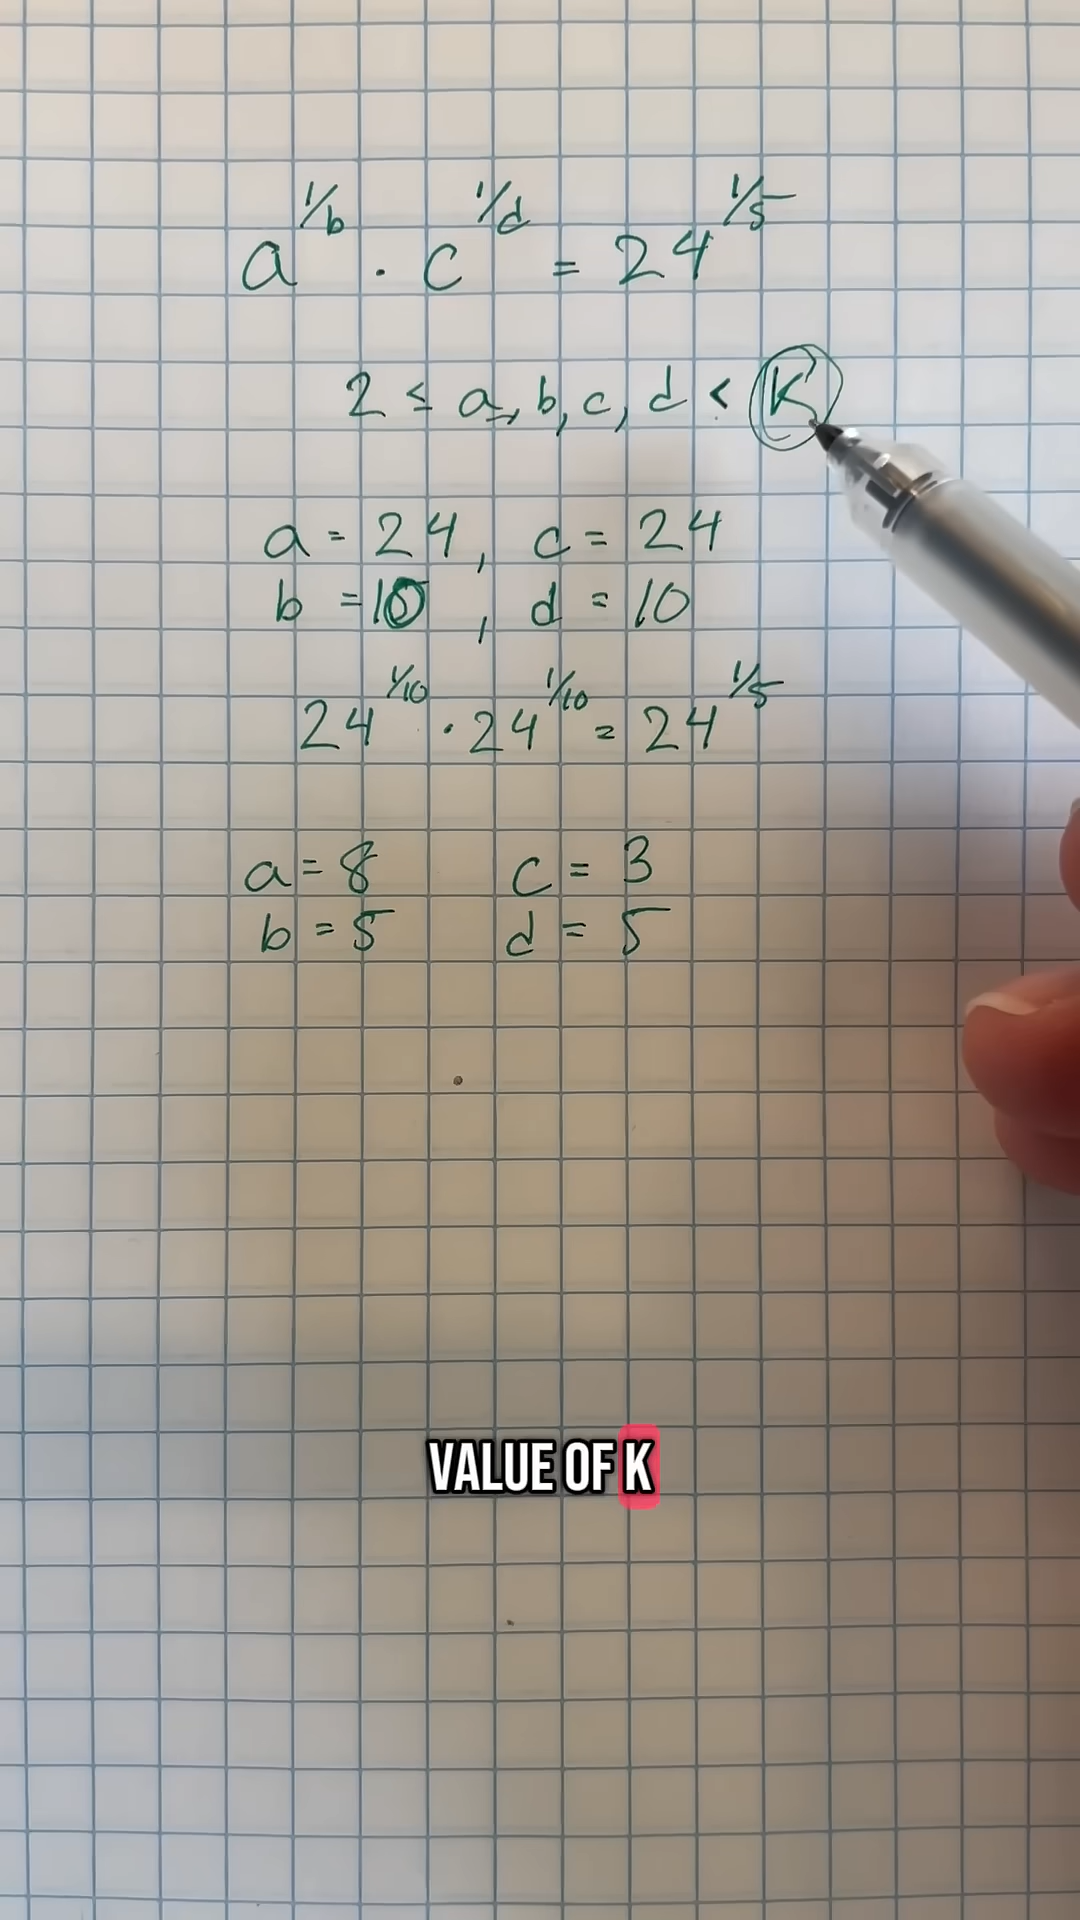 a^1/b · c^1/d = 24^1/5
2 ≤ a, b, c, d < K
a = 24, c = 24
b = 10, d = 10
24^1/10 · 24^1/10 = 24^1/5
a = 8 c = 3
b = 5 d = 5
VALUE OF K